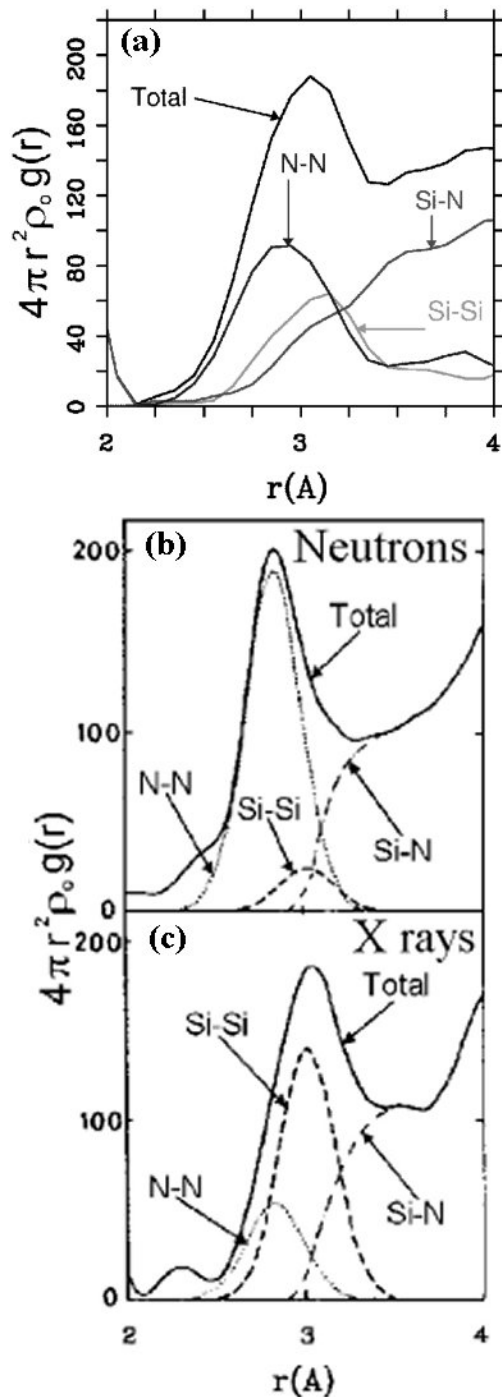 (a)
200
160
120
80
40
0
4πr²ρ₀g(r)
Total
N-N
Si-N
Si-Si
2
3
4
r(A)
(b)
Neutrons
200
100
0
Total
N-N
Si-Si
Si-N
4πr²ρ₀g(r)
(c)
X rays
200
100
0
Total
Si-Si
N-N
Si-N
2
3
4
r(A)